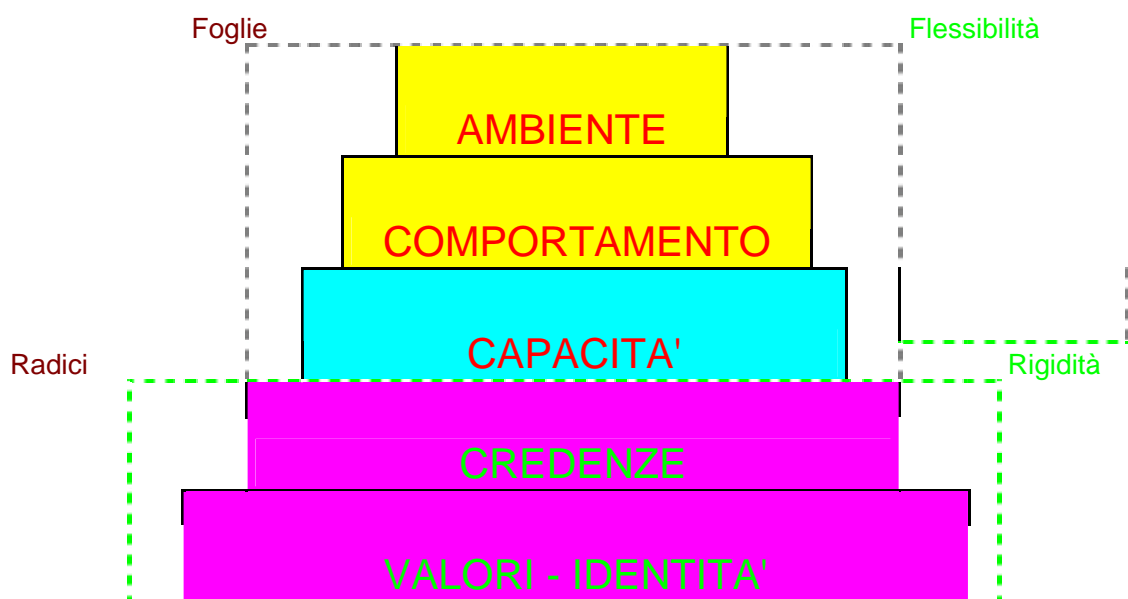 Foglie
Flessibilità
AMBIENTE
COMPORTAMENTO
CAPACITA'
Radici
Rigidità
CREDENZE
VALORI - IDENTITA'